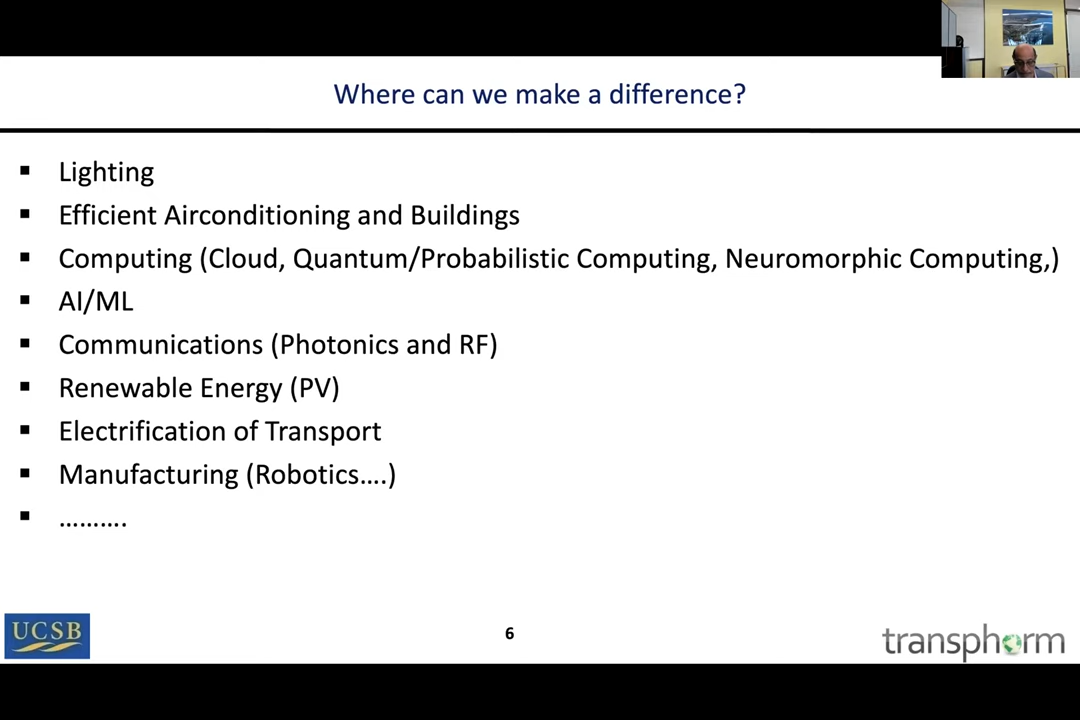 Where can we make a difference?
▪ Lighting
▪ Efficient Airconditioning and Buildings
▪ Computing (Cloud, Quantum/Probabilistic Computing, Neuromorphic Computing,)
▪ AI/ML
▪ Communications (Photonics and RF)
▪ Renewable Energy (PV)
▪ Electrification of Transport
▪ Manufacturing (Robotics....)
▪ ..........
UCSB
6
transphorm